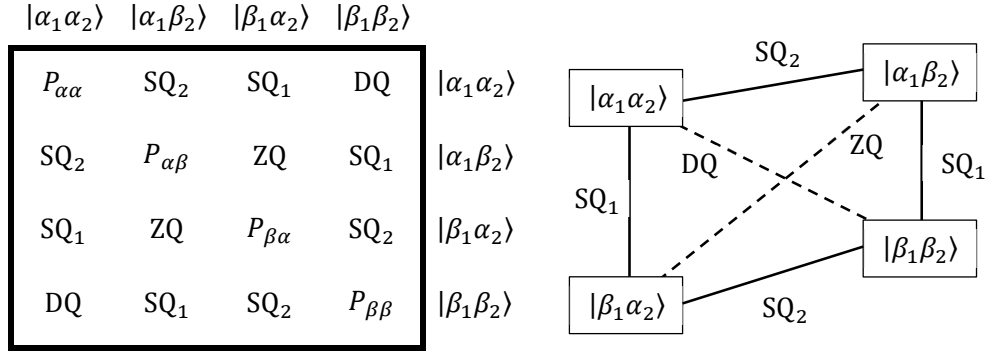 |α₁α₂⟩ |α₁β₂⟩ |β₁α₂⟩ |β₁β₂⟩
P_αα SQ₂ SQ₁ DQ |α₁α₂⟩
SQ₂ P_αβ ZQ SQ₁ |α₁β₂⟩
SQ₁ ZQ P_βα SQ₂ |β₁α₂⟩
DQ SQ₁ SQ₂ P_ββ |β₁β₂⟩
SQ₂
|α₁α₂⟩
|α₁β₂⟩
DQ
ZQ
SQ₁
SQ₁
|β₁β₂⟩
|β₁α₂⟩
SQ₂